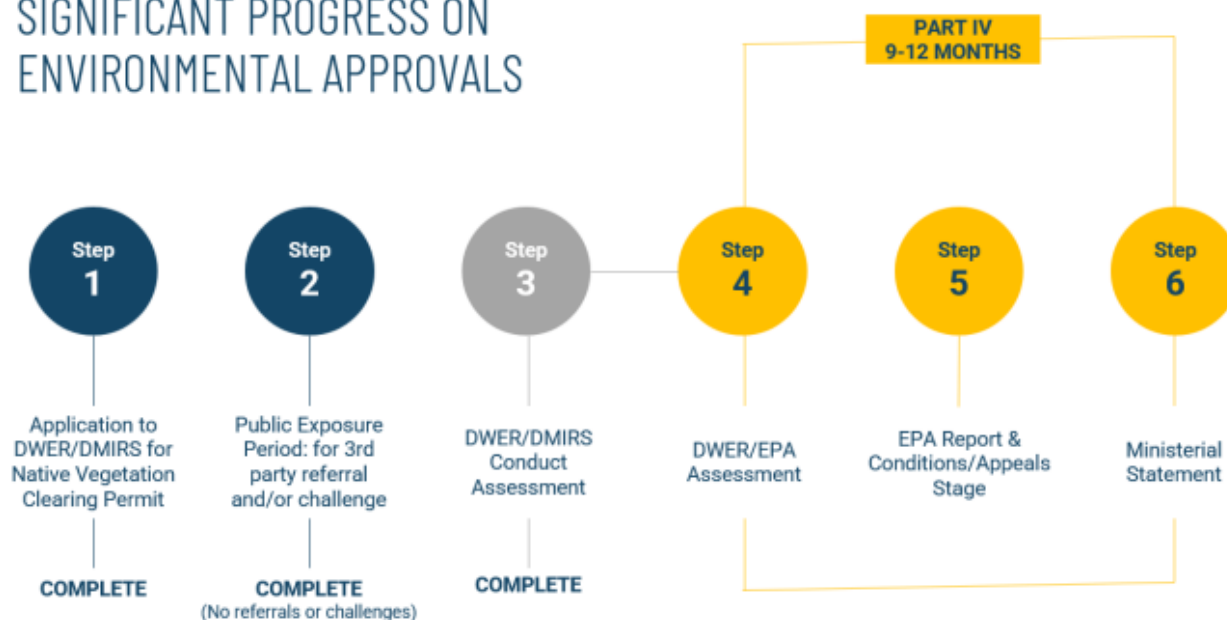 SIGNIFICANT PROGRESS ON
ENVIRONMENTAL APPROVALS
PART IV
9-12 MONTHS
Step
1
Step
2
Step
3
Step
4
Step
5
Step
6
Application to
DWER/DMIRS for
Native Vegetation
Clearing Permit
Public Exposure
Period: for 3rd
party referral
and/or challenge
DWER/DMIRS
Conduct
Assessment
DWER/EPA
Assessment
EPA Report &
Conditions/Appeals
Stage
Ministerial
Statement
COMPLETE
COMPLETE
(No referrals or challenges)
COMPLETE